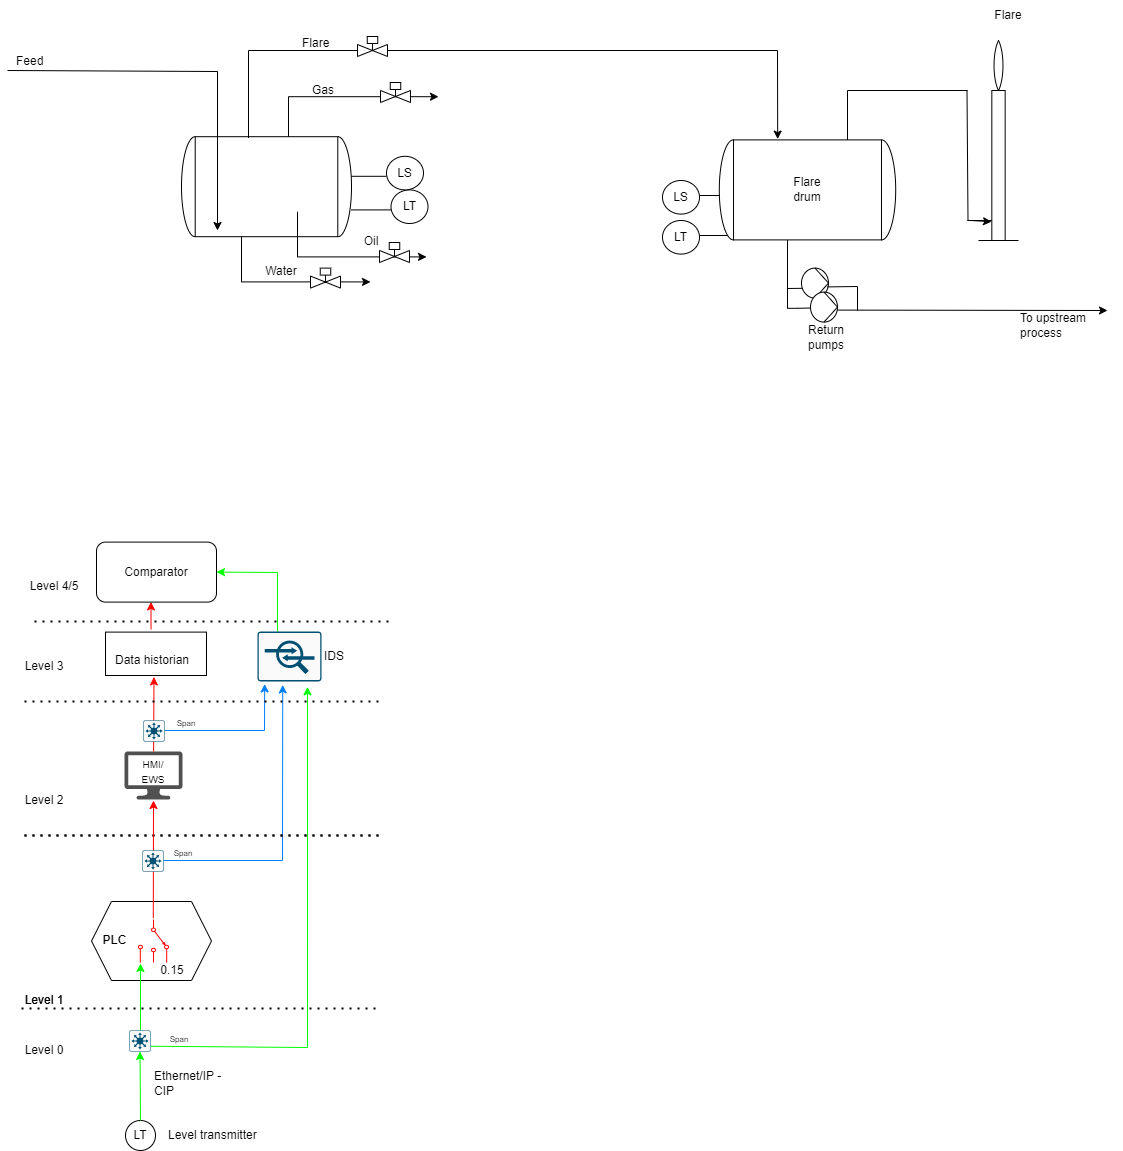 Flare
Flare
Feed
Gas
LS
LT
Flare
drum
LS
LT
Oil
Water
To upstream
process
Return
pumps
Comparator
Level 4/5
Data historian
IDS
Level 3
Span
HMI/
EWS
Level 2
Span
PLC
0.15
Level 1
Span
Level 0
Ethernet/IP -
CIP
LT
Level transmitter